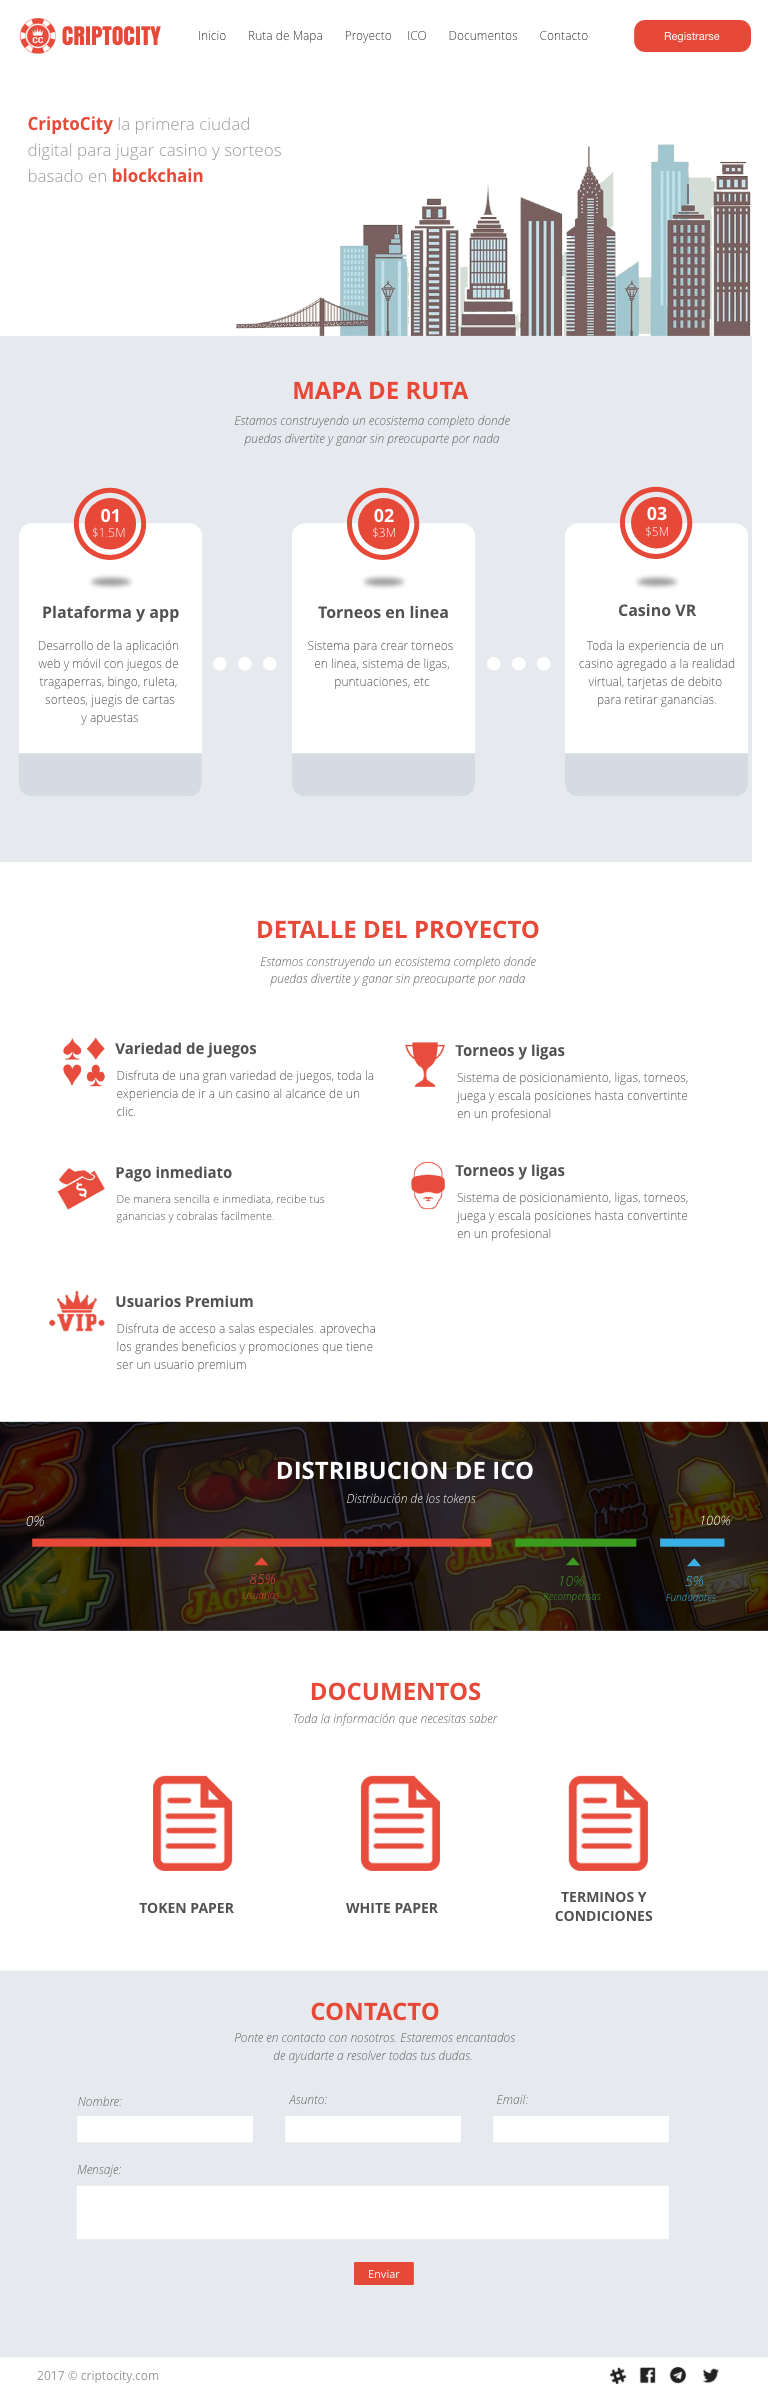 CC CRIPTOCITY
Inicio Ruta de Mapa Proyecto ICO Documentos Contacto Registrarse
CriptoCity la primera ciudad
digital para jugar casino y sorteos
basado en blockchain
MAPA DE RUTA
Estamos construyendo un ecosistema completo donde
puedas divertite y ganar sin preocuparte por nada
01
$1.5M
Plataforma y app
Desarrollo de la aplicación
web y móvil con juegos de
tragaperras, bingo, ruleta,
sorteos, juegis de cartas
y apuestas
02
$3M
Torneos en linea
Sistema para crear torneos
en linea, sistema de ligas,
puntuaciones, etc
03
$5M
Casino VR
Toda la experiencia de un
casino agregado a la realidad
virtual, tarjetas de debito
para retirar ganancias.
DETALLE DEL PROYECTO
Estamos construyendo un ecosistema completo donde
puedas divertite y ganar sin preocuparte por nada
Variedad de juegos
Disfruta de una gran variedad de juegos, toda la
experiencia de ir a un casino al alcance de un
clic.
Torneos y ligas
Sistema de posicionamiento, ligas, torneos,
juega y escala posiciones hasta convertinte
en un profesional
$
Pago inmediato
De manera sencilla e inmediata, recibe tus
ganancias y cobralas facilmente.
Torneos y ligas
Sistema de posicionamiento, ligas, torneos,
juega y escala posiciones hasta convertinte
en un profesional
VIP
Usuarios Premium
Disfruta de acceso a salas especiales. aprovecha
los grandes beneficios y promociones que tiene
ser un usuario premium
DISTRIBUCION DE ICO
Distribución de los tokens
0% 100%
85%
Usuarios
10%
Recompensas
5%
Fundadores
JACKPOT
JACKPOT
JACKPOT
DOCUMENTOS
Toda la información que necesitas saber
TOKEN PAPER
WHITE PAPER
TERMINOS Y
CONDICIONES
CONTACTO
Ponte en contacto con nosotros. Estaremos encantados
de ayudarte a resolver todas tus dudas.
Nombre: Asunto: Email:
Mensaje:
Enviar
2017 © criptocity.com